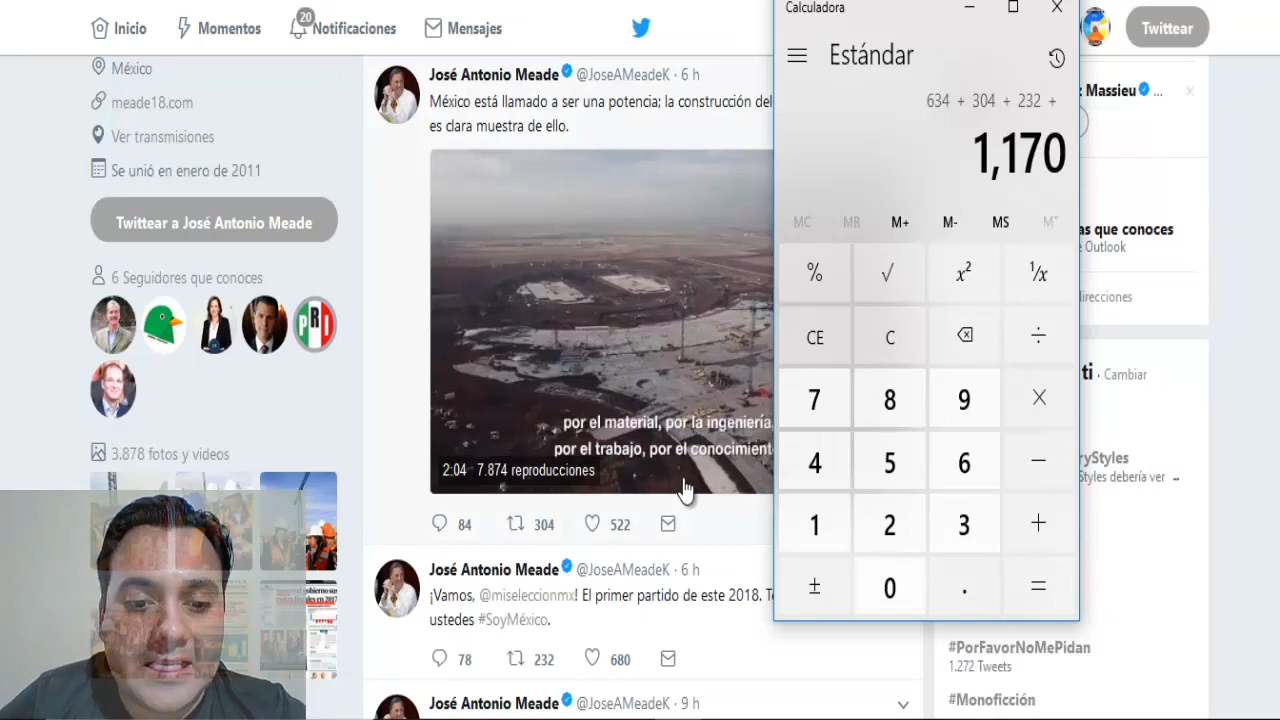 Inicio
Momentos
20
Notificaciones
Mensajes
Twittear
México
meade18.com
Ver transmisiones
Se unió en enero de 2011
Twittear a José Antonio Meade
6 Seguidores que conoces
PRI
3.878 fotos y videos
José Antonio Meade @JoseAMeadeK · 6 h
México está llamado a ser una potencia; la construcción del
es clara muestra de ello.
por el material, por la ingeniería,
por el trabajo, por el conocimient
2:04 7.874 reproducciones
84 304 522
José Antonio Meade @JoseAMeadeK · 6 h
¡Vamos, @miseleccionmx! El primer partido de este 2018. T
ustedes #SoyMéxico.
78 232 680
José Antonio Meade @JoseAMeadeK · 9 h
Calculadora
Estándar
634 + 304 + 232 +
1,170
MC MR M+ M- MS M˅
% √ x² ¹/x
CE C ÷
7 8 9 ×
4 5 6 −
1 2 3 +
± 0 . =
Massieu ...
as que conoces
Outlook
irecciones
ti · Cambiar
ryStyles
Styles debería ver
#PorFavorNoMePidan
1.272 Tweets
#Monoficción